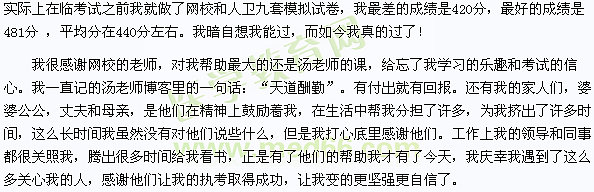 实际上在临考试之前我就做了网校和人卫九套模拟试卷，我最差的成绩是420分，最好的成绩是
481分 ，平均分在440分左右。我暗自想我能过，而如今我真的过了！
我很感谢网校的老师，对我帮助最大的还是汤老师的课，给忘了我学习的乐趣和考试的信
心。我一直记的汤老师博客里的一句话：“天道酬勤”。有付出就有回报。还有我的家人们，婆
婆公公，丈夫和母亲，是他们在精神上鼓励着我，在生活中帮我分担了许多，为我挤出了许多时
间，这么长时间我虽然没有对他们说些什么，但是我打心底里感谢他们。工作上我的领导和同事
都很关照我，腾出很多时间给我看书，正是有了他们的帮助我才有了今天，我庆幸我遇到了这么
多关心我的人，感谢他们让我的执考取得成功，让我变的更坚强更自信了。
医学教育网
www.med66.com